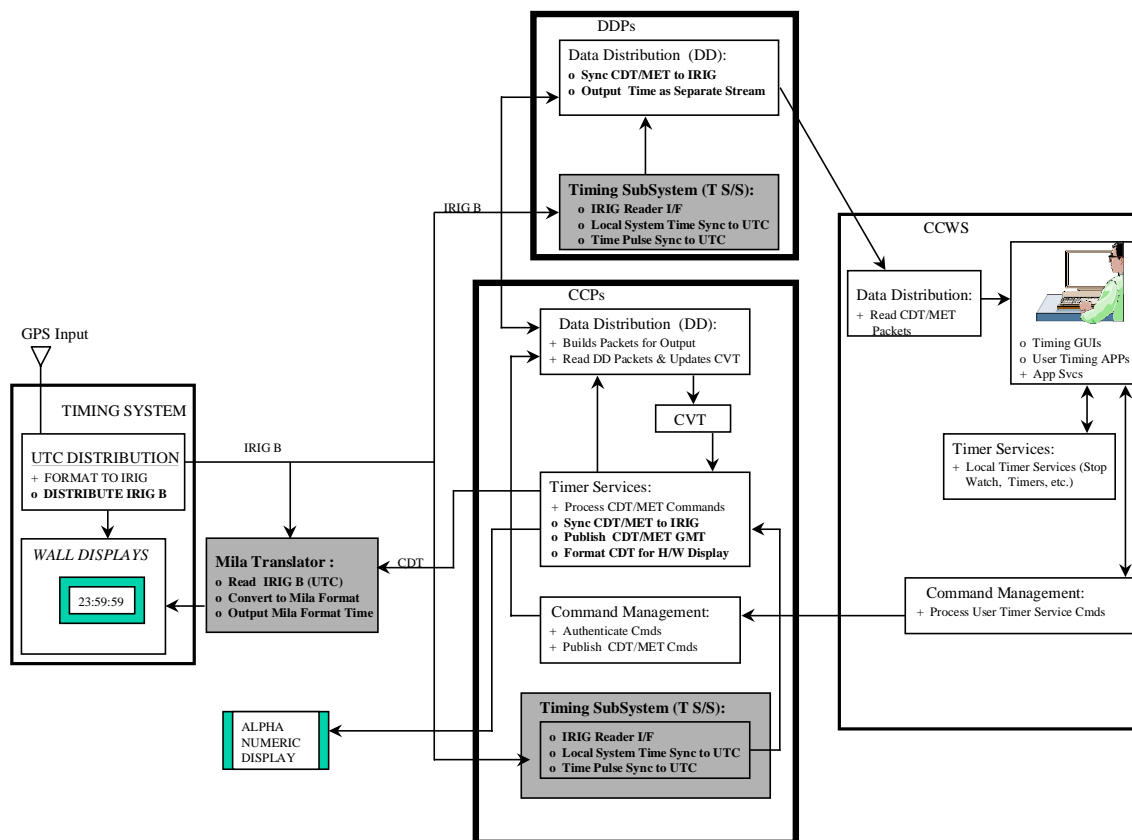 DDPs
Data Distribution (DD):
o Sync CDT/MET to IRIG
o Output Time as Separate Stream
Timing SubSystem (T S/S):
o IRIG Reader I/F
o Local System Time Sync to UTC
o Time Pulse Sync to UTC
IRIG B
CCWS
Data Distribution:
+ Read CDT/MET
Packets
o Timing GUIs
o User Timing APPs
+ App Svcs
Timer Services:
+ Local Timer Services (Stop
Watch, Timers, etc.)
Command Management:
+ Process User Timer Service Cmds
CCPs
Data Distribution (DD):
+ Builds Packets for Output
+ Read DD Packets & Updates CVT
CVT
Timer Services:
+ Process CDT/MET Commands
o Sync CDT/MET to IRIG
o Publish CDT/MET GMT
o Format CDT for H/W Display
Command Management:
+ Authenticate Cmds
+ Publish CDT/MET Cmds
Timing SubSystem (T S/S):
o IRIG Reader I/F
o Local System Time Sync to UTC
o Time Pulse Sync to UTC
GPS Input
TIMING SYSTEM
UTC DISTRIBUTION
+ FORMAT TO IRIG
o DISTRIBUTE IRIG B
IRIG B
WALL DISPLAYS
23:59:59
Mila Translator :
o Read IRIG B (UTC)
o Convert to Mila Format
o Output Mila Format Time
CDT
ALPHA
NUMERIC
DISPLAY